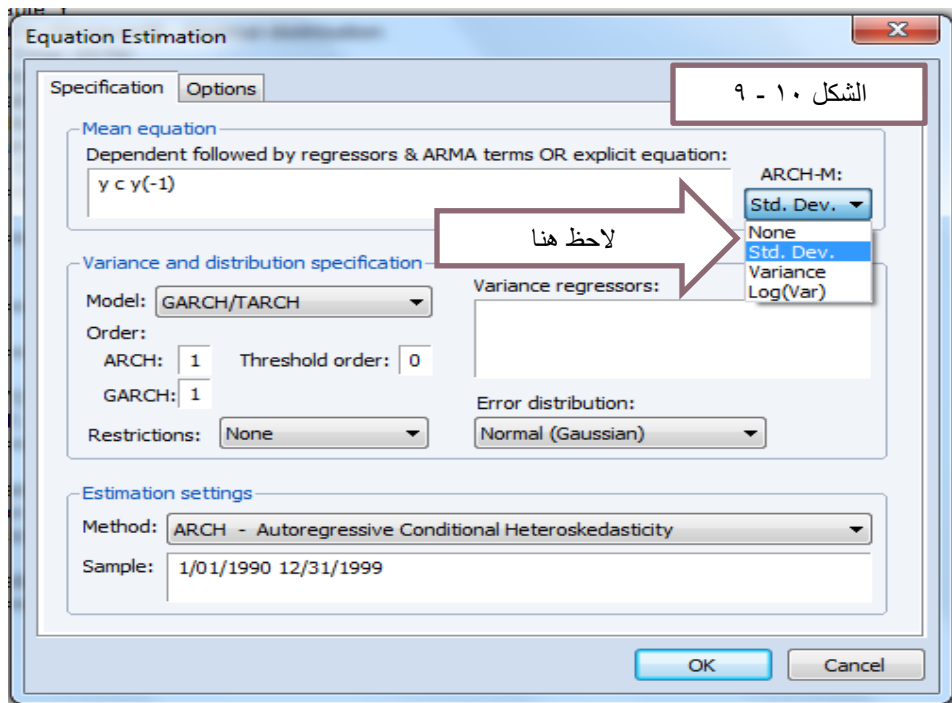 Equation Estimation
Specification Options
الشكل ١٠ - ٩
Mean equation
Dependent followed by regressors & ARMA terms OR explicit equation:
y c y(-1)
ARCH-M:
Std. Dev.
None
Std. Dev.
Variance
Log(Var)
لاحظ هنا
Variance and distribution specification
Model: GARCH/TARCH
Variance regressors:
Order:
ARCH: 1 Threshold order: 0
GARCH: 1
Error distribution:
Restrictions: None
Normal (Gaussian)
Estimation settings
Method: ARCH - Autoregressive Conditional Heteroskedasticity
Sample: 1/01/1990 12/31/1999
OK Cancel